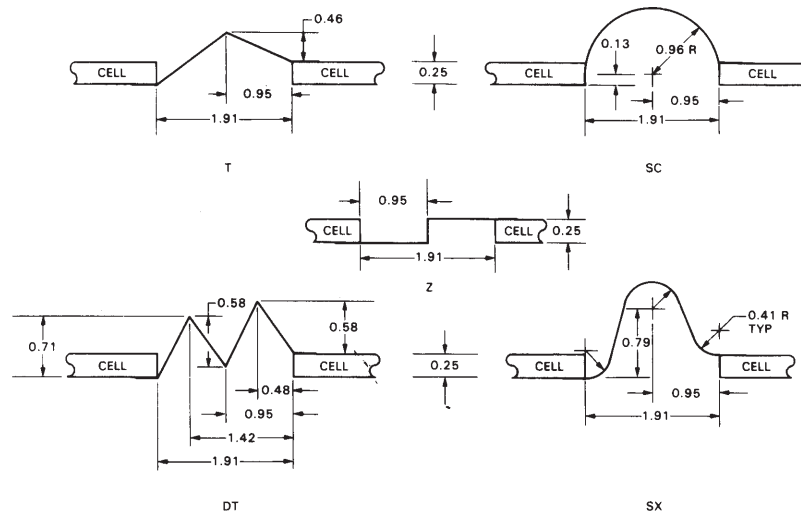 0.46
CELL
CELL
0.25
0.95
1.91
T
0.13
0.96 R
CELL
CELL
0.95
1.91
SC
0.95
CELL
CELL
0.25
1.91
Z
0.58
0.71
0.58
CELL
CELL
0.25
0.48
0.95
1.42
1.91
DT
0.41 R
TYP
0.79
CELL
CELL
0.95
1.91
SX